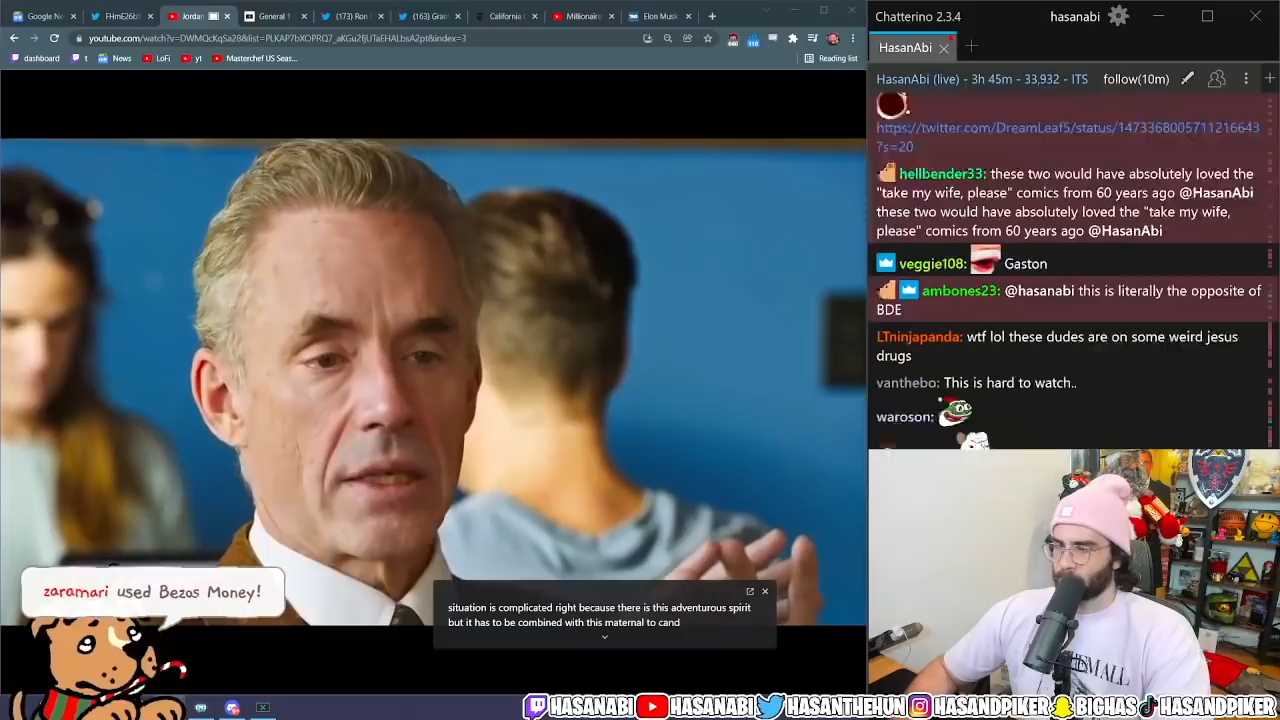 Google Ne
FHmE26bX
Jordan
General 1
(173) Ron
(163) Gran
California G
Millionaire
Elon Musk
youtube.com/watch?v=DWMQcKqSa28&list=PLKAP7bXOPRQ7_aKGu2fjUTaEHALbsA2pt&index=3
dashboard
t
News
LoFi
yt
Masterchef US Seas...
Reading list
zaramari used Bezos Money!
situation is complicated right because there is this adventurous spirit
but it has to be combined with this maternal to cand
Chatterino 2.3.4
hasanabi
HasanAbi
HasanAbi (live) - 3h 45m - 33,932 - ITS
follow(10m)
https://twitter.com/DreamLeaf5/status/1473368005711216643
?s=20
hellbender33: these two would have absolutely loved the
"take my wife, please" comics from 60 years ago @HasanAbi
these two would have absolutely loved the "take my wife,
please" comics from 60 years ago @HasanAbi
veggie108: Gaston
ambones23: @hasanabi this is literally the opposite of
BDE
LTninjapanda: wtf lol these dudes are on some weird jesus
drugs
vanthebo: This is hard to watch..
waroson:
HASANABI
HASANABI
HASANTHEHUN
HASANDPIKER
BIGHAS
HASANDPIKER